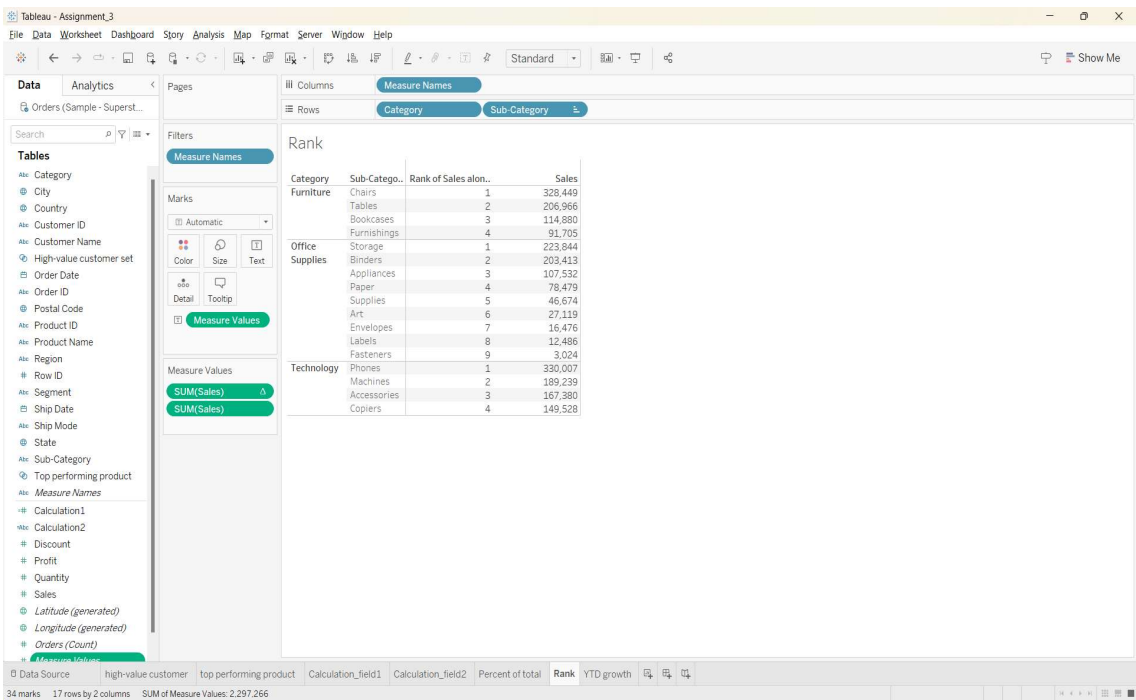 Tableau - Assignment_3
File Data Worksheet Dashboard Story Analysis Map Format Server Window Help
Standard
Show Me
Data Analytics
Orders (Sample - Superst...
Search
Tables
Category
City
Country
Customer ID
Customer Name
High-value customer set
Order Date
Order ID
Postal Code
Product ID
Product Name
Region
Row ID
Segment
Ship Date
Ship Mode
State
Sub-Category
Top performing product
Measure Names
Calculation1
Calculation2
Discount
Profit
Quantity
Sales
Latitude (generated)
Longitude (generated)
Orders (Count)
Measure Values
Pages
Filters
Measure Names
Marks
Automatic
Color Size Text
Detail Tooltip
Measure Values
Measure Values
SUM(Sales) Δ
SUM(Sales)
Columns Measure Names
Rows Category Sub-Category
Rank
Category Sub-Catego.. Rank of Sales alon.. Sales
Furniture Chairs 1 328,449
Tables 2 206,966
Bookcases 3 114,880
Furnishings 4 91,705
Office Storage 1 223,844
Supplies Binders 2 203,413
Appliances 3 107,532
Paper 4 78,479
Supplies 5 46,674
Art 6 27,119
Envelopes 7 16,476
Labels 8 12,486
Fasteners 9 3,024
Technology Phones 1 330,007
Machines 2 189,239
Accessories 3 167,380
Copiers 4 149,528
Data Source high-value customer top performing product Calculation_field1 Calculation_field2 Percent of total Rank YTD growth
34 marks 17 rows by 2 columns SUM of Measure Values: 2,297,266